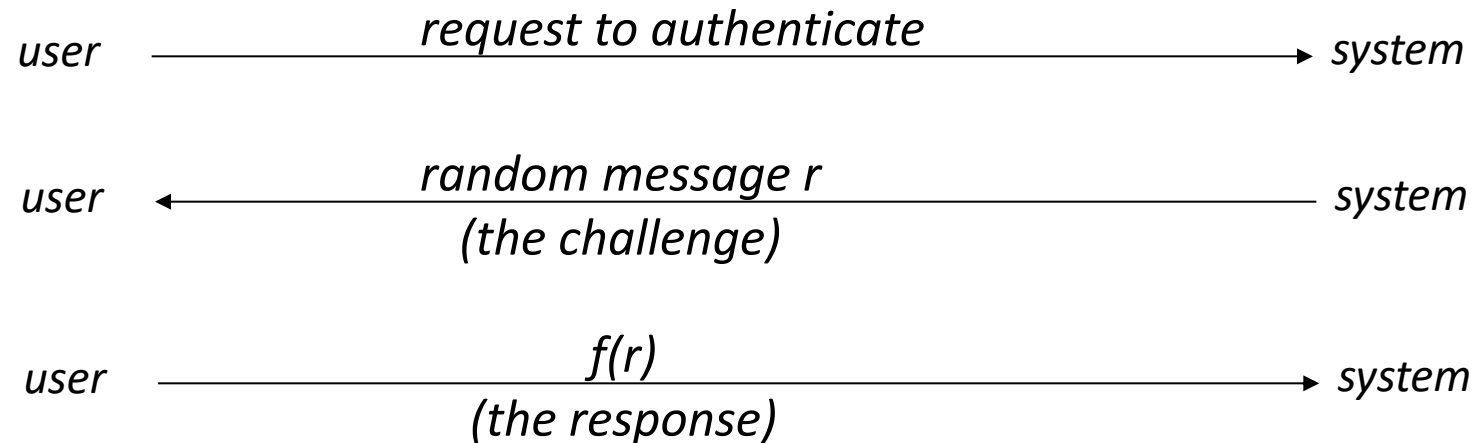 user request to authenticate system
user random message r system
(the challenge)
user f(r) system
(the response)